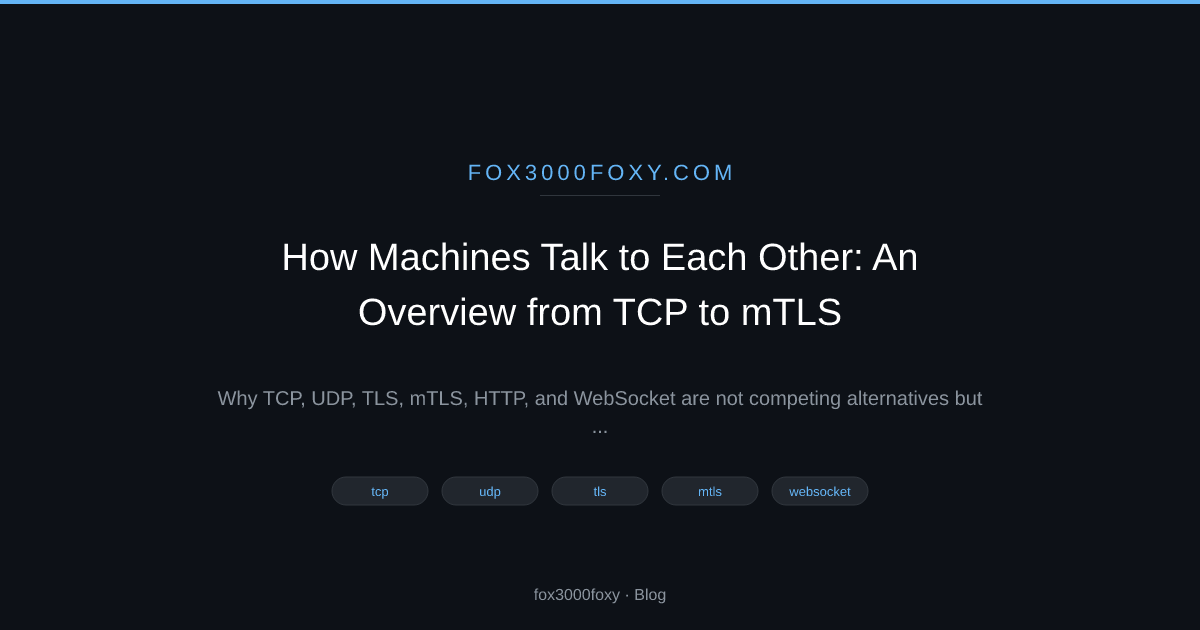 FOX3000FOXY.COM
How Machines Talk to Each Other: An
Overview from TCP to mTLS
Why TCP, UDP, TLS, mTLS, HTTP, and WebSocket are not competing alternatives but
...
tcp
udp
tls
mtls
websocket
fox3000foxy · Blog